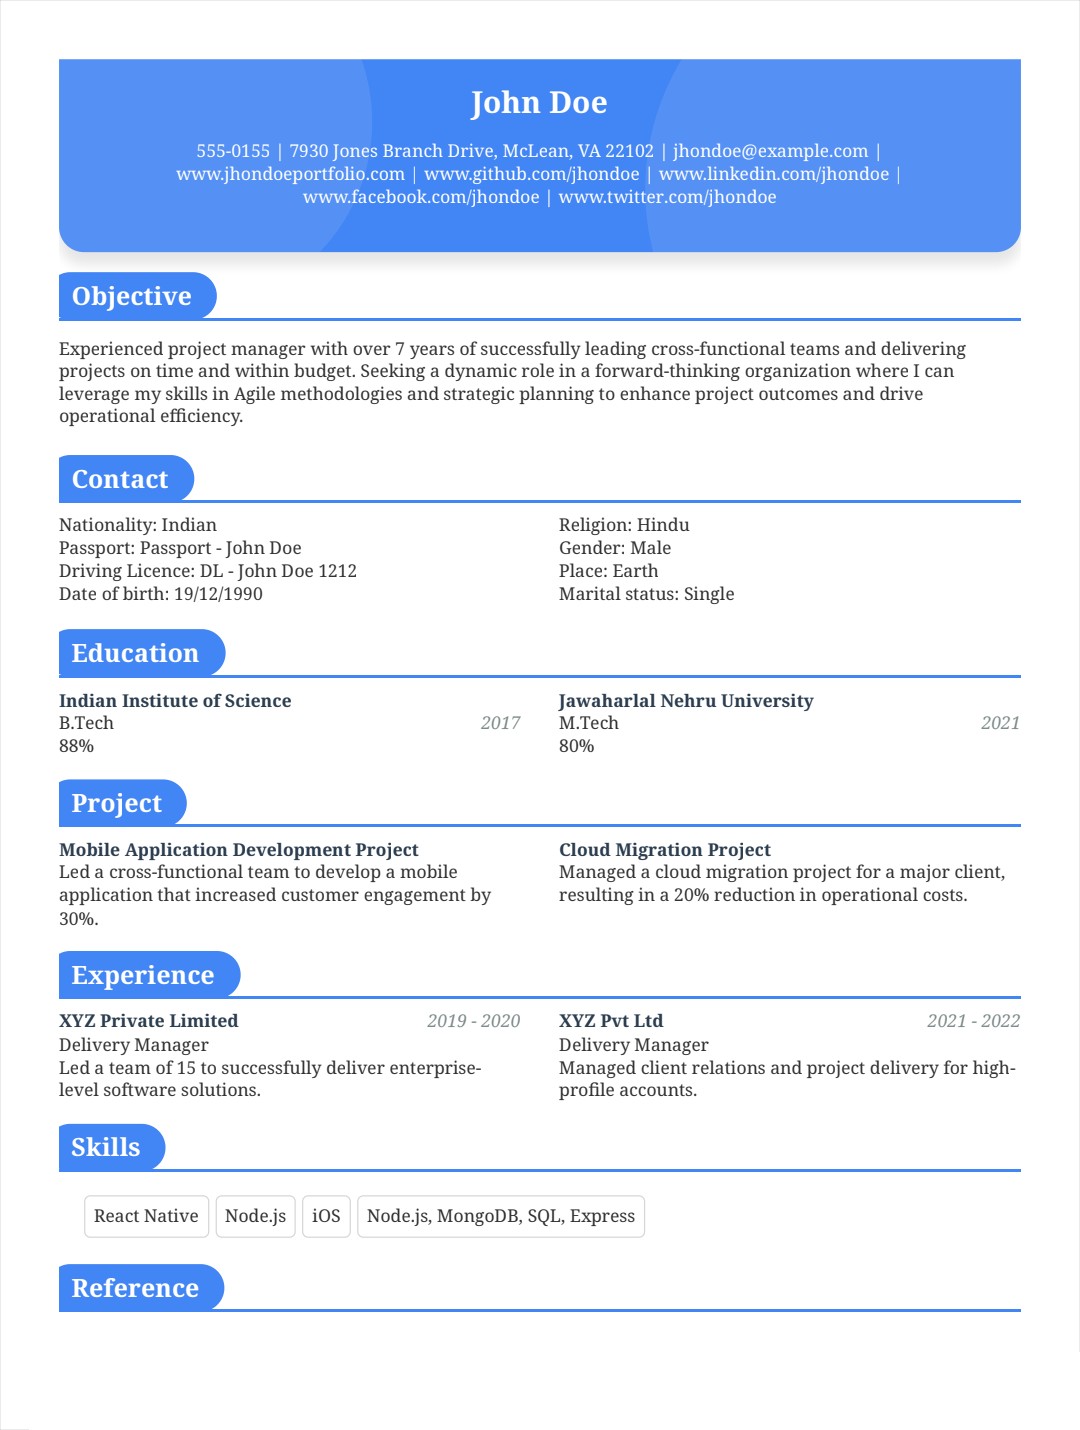 John Doe
555-0155 | 7930 Jones Branch Drive, McLean, VA 22102 | jhondoe@example.com |
www.jhondoeportfolio.com | www.github.com/jhondoe | www.linkedin.com/jhondoe |
www.facebook.com/jhondoe | www.twitter.com/jhondoe
Objective
Experienced project manager with over 7 years of successfully leading cross-functional teams and delivering
projects on time and within budget. Seeking a dynamic role in a forward-thinking organization where I can
leverage my skills in Agile methodologies and strategic planning to enhance project outcomes and drive
operational efficiency.
Contact
Nationality: Indian
Passport: Passport - John Doe
Driving Licence: DL - John Doe 1212
Date of birth: 19/12/1990
Religion: Hindu
Gender: Male
Place: Earth
Marital status: Single
Education
Indian Institute of Science
B.Tech 2017
88%
Jawaharlal Nehru University
M.Tech 2021
80%
Project
Mobile Application Development Project
Led a cross-functional team to develop a mobile
application that increased customer engagement by
30%.
Cloud Migration Project
Managed a cloud migration project for a major client,
resulting in a 20% reduction in operational costs.
Experience
XYZ Private Limited 2019 - 2020
Delivery Manager
Led a team of 15 to successfully deliver enterprise-
level software solutions.
XYZ Pvt Ltd 2021 - 2022
Delivery Manager
Managed client relations and project delivery for high-
profile accounts.
Skills
React Native Node.js iOS Node.js, MongoDB, SQL, Express
Reference